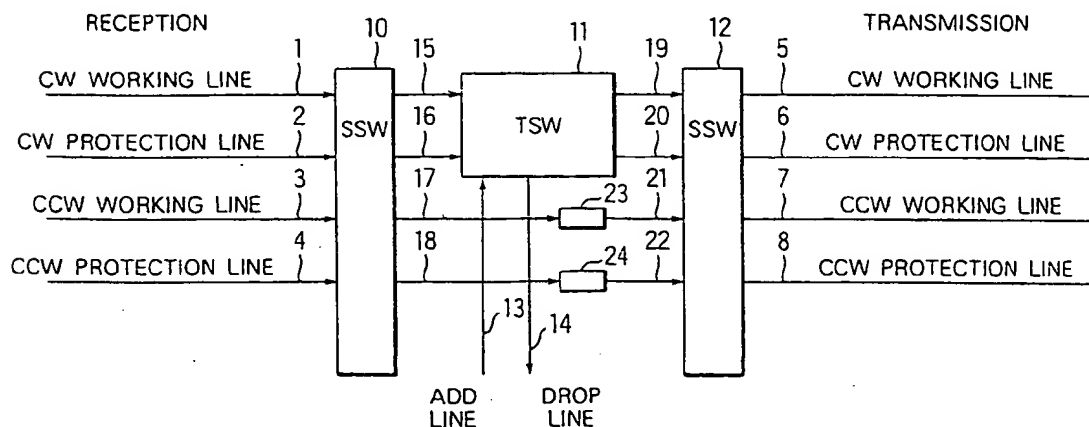 RECEPTION 10 11 12 TRANSMISSION
1 15 19 5
CW WORKING LINE CW WORKING LINE
2 SSW 16 TSW 20 SSW 6
CW PROTECTION LINE CW PROTECTION LINE
3 17 23 21 7
CCW WORKING LINE CCW WORKING LINE
4 18 24 22 8
CCW PROTECTION LINE CCW PROTECTION LINE
13 14
ADD LINE DROP LINE